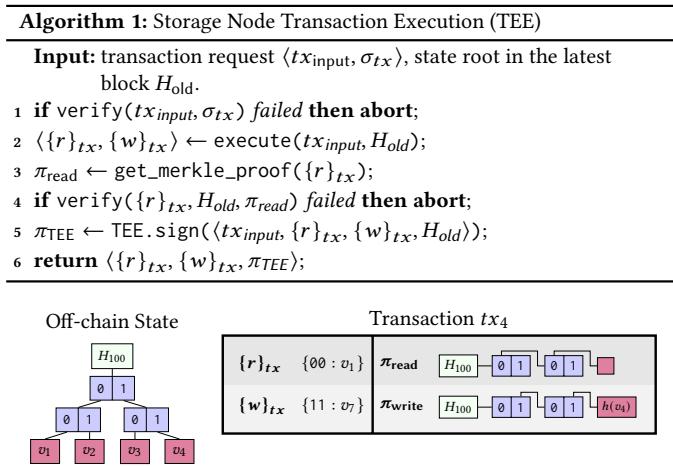 Algorithm 1: Storage Node Transaction Execution (TEE)
Input: transaction request ⟨tx_input, σ_tx⟩, state root in the latest
block H_old.
1 if verify(tx_input, σ_tx) failed then abort;
2 ⟨{r}_tx, {w}_tx⟩ ← execute(tx_input, H_old);
3 π_read ← get_merkle_proof({r}_tx);
4 if verify({r}_tx, H_old, π_read) failed then abort;
5 π_TEE ← TEE.sign(⟨tx_input, {r}_tx, {w}_tx, H_old⟩);
6 return ⟨{r}_tx, {w}_tx, π_TEE⟩;
Off-chain State
H_100
0 1
0 1 0 1
v_1 v_2 v_3 v_4
Transaction tx_4
{r}_tx {00 : v_1} π_read H_100 0 1 0 1
{w}_tx {11 : v_7} π_write H_100 0 1 0 1 h(v_4)